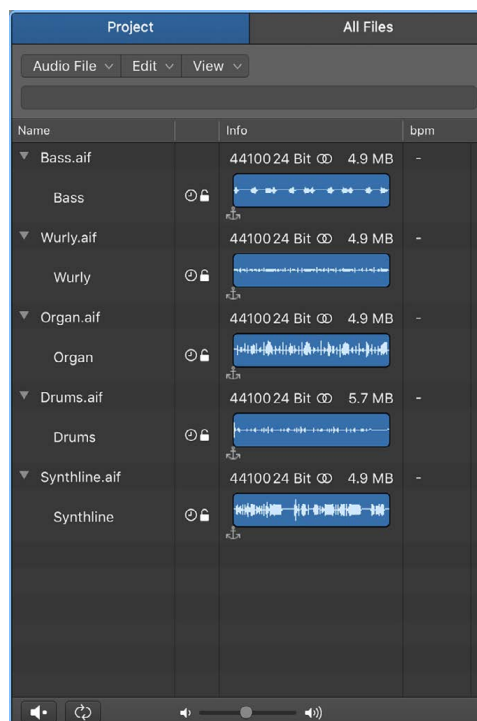 Project All Files
Audio File Edit View
Name Info bpm
Bass.aif 44100 24 Bit 4.9 MB -
Bass
Wurly.aif 44100 24 Bit 4.9 MB -
Wurly
Organ.aif 44100 24 Bit 4.9 MB -
Organ
Drums.aif 44100 24 Bit 5.7 MB -
Drums
Synthline.aif 44100 24 Bit 4.9 MB -
Synthline